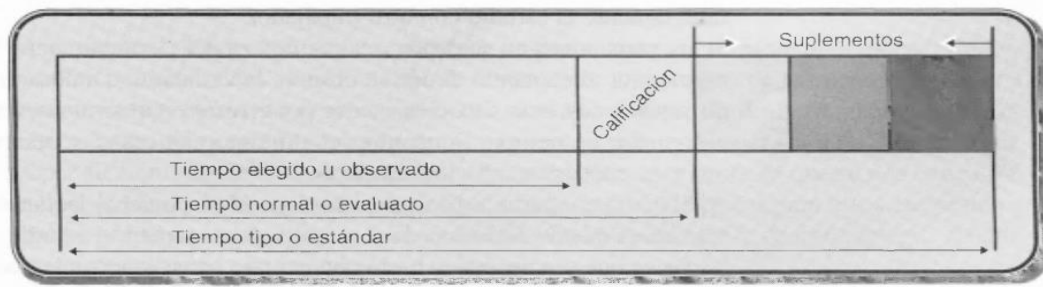 Suplementos
Calificación
Tiempo elegido u observado
Tiempo normal o evaluado
Tiempo tipo o estándar